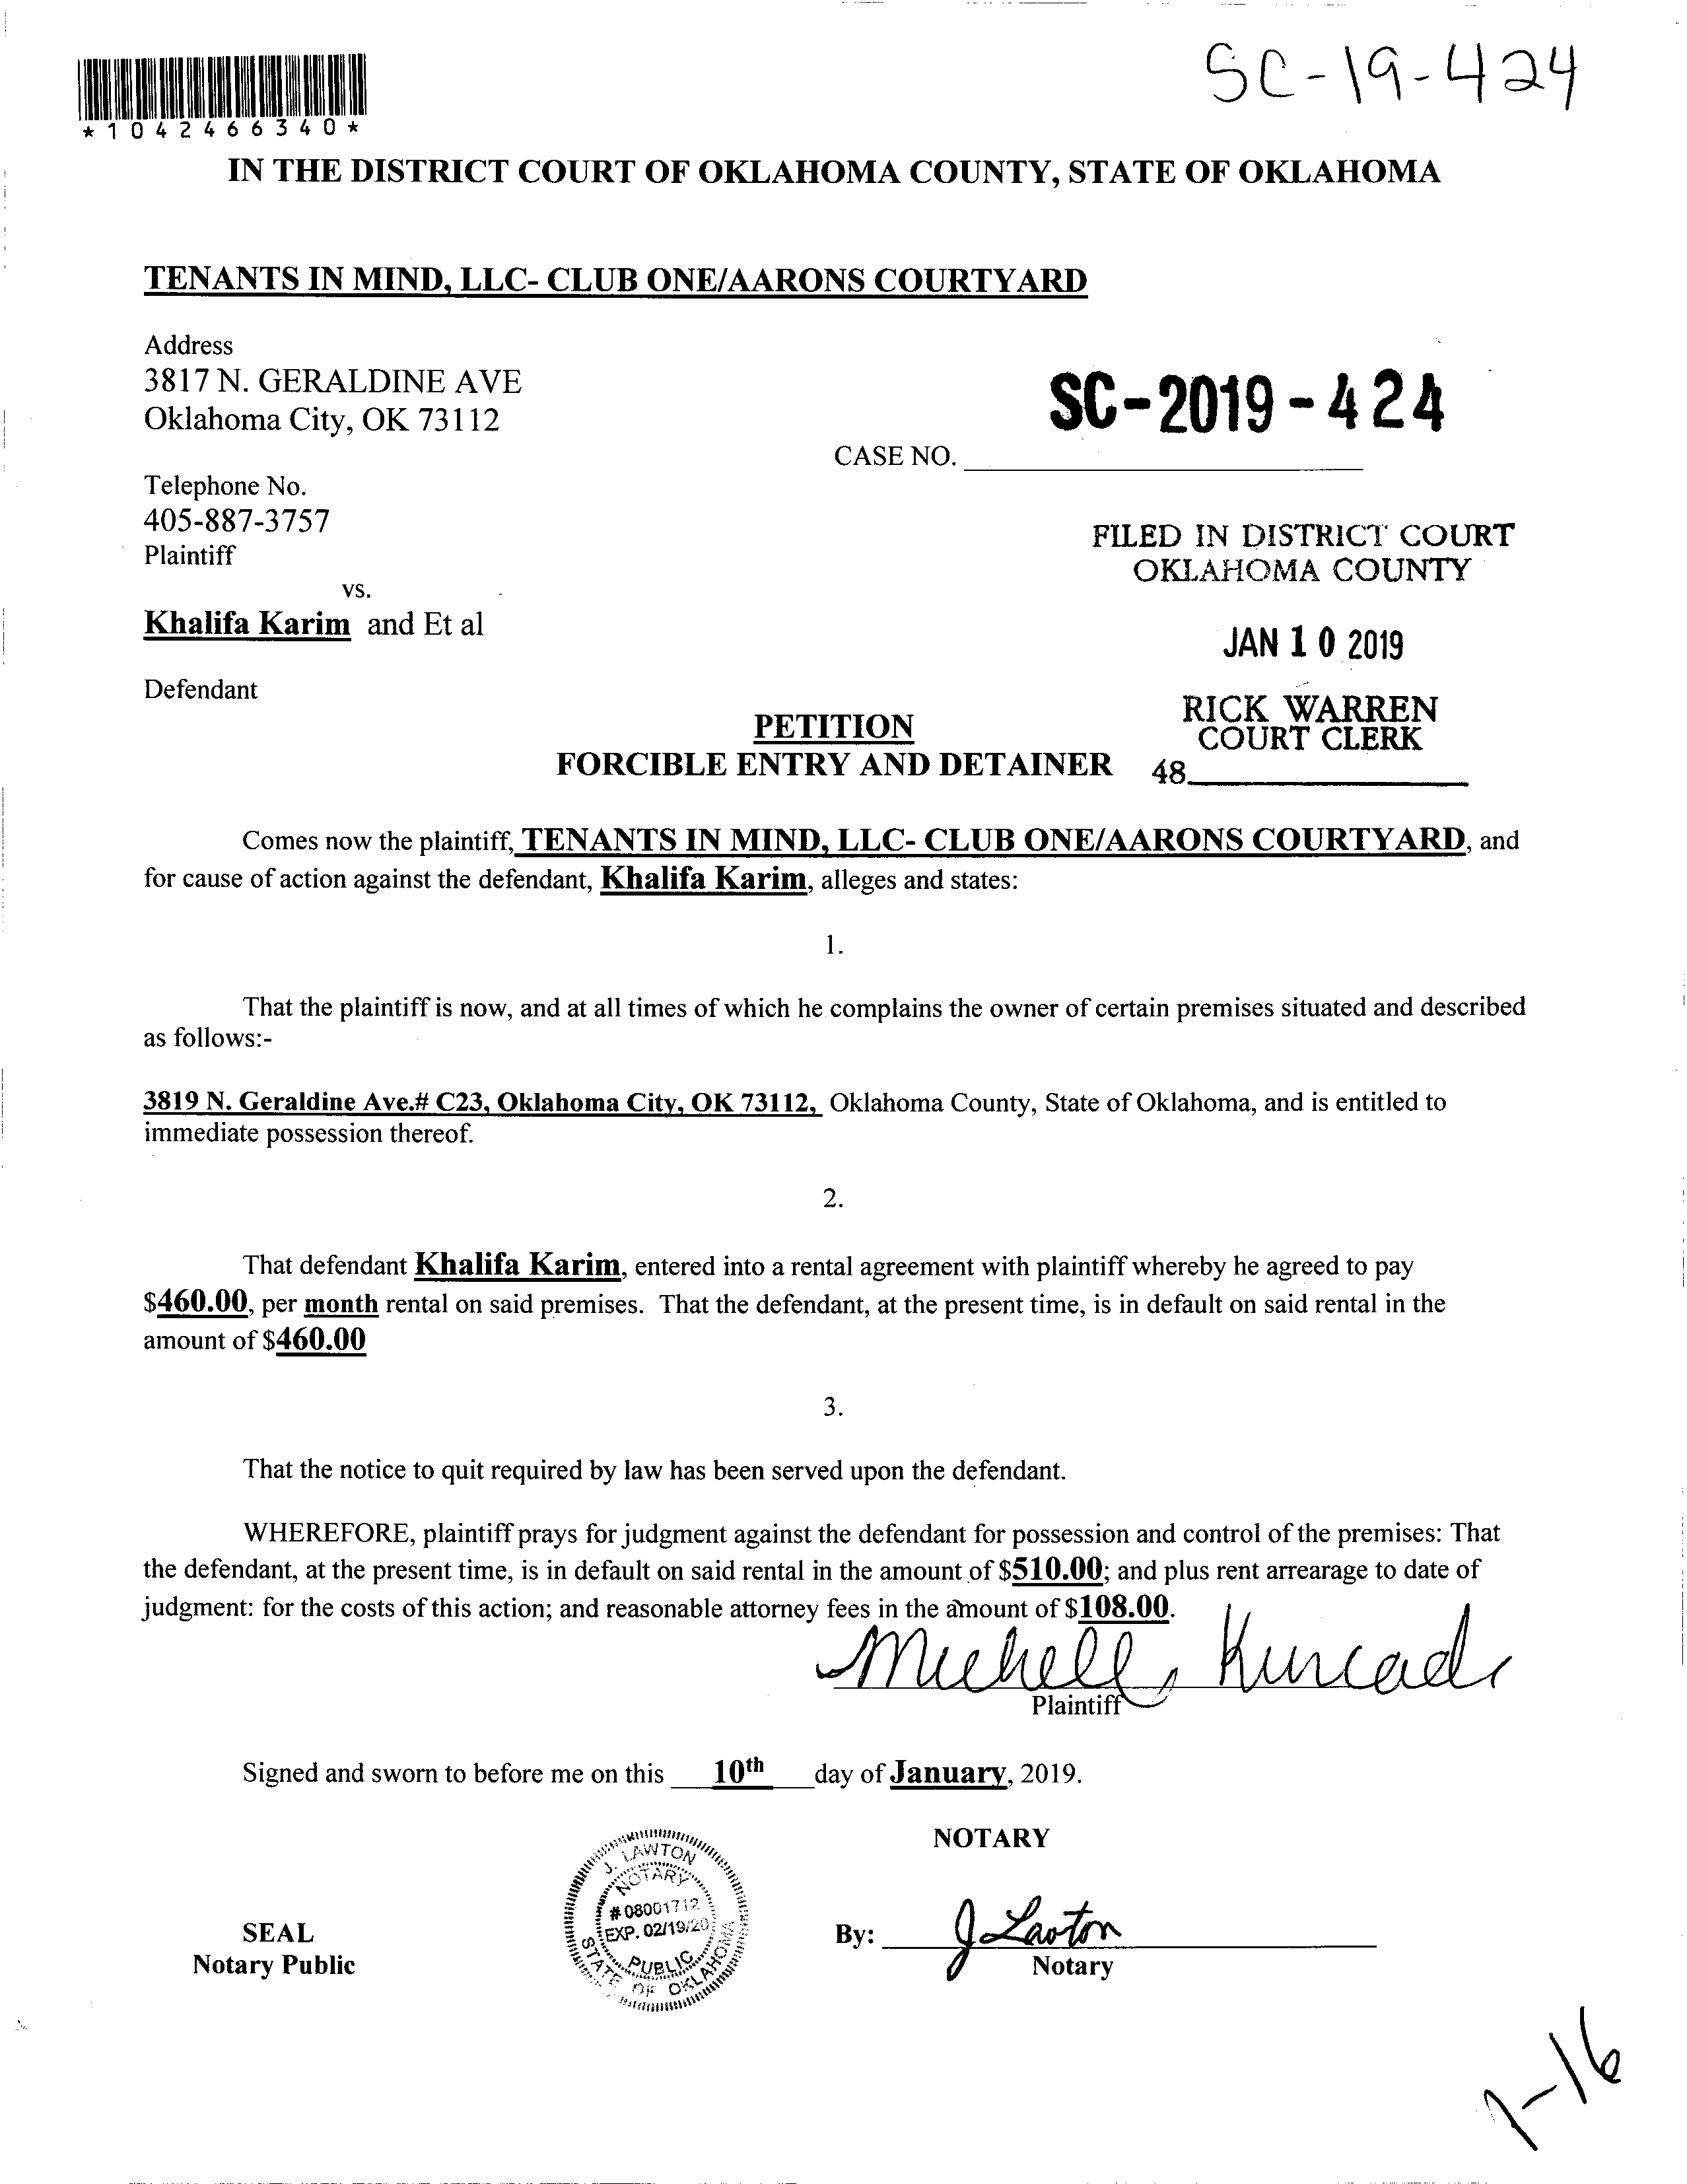 SC-19-424
*1042466340*
IN THE DISTRICT COURT OF OKLAHOMA COUNTY, STATE OF OKLAHOMA
TENANTS IN MIND, LLC- CLUB ONE/AARONS COURTYARD
Address
3817 N. GERALDINE AVE
Oklahoma City, OK 73112
SC-2019-424
CASE NO.
Telephone No.
405-887-3757
Plaintiff
vs.
Khalifa Karim and Et al
Defendant
FILED IN DISTRICT COURT
OKLAHOMA COUNTY
JAN 10 2019
RICK WARREN
COURT CLERK
48
PETITION
FORCIBLE ENTRY AND DETAINER
Comes now the plaintiff, TENANTS IN MIND, LLC- CLUB ONE/AARONS COURTYARD, and
for cause of action against the defendant, Khalifa Karim, alleges and states:
1.
That the plaintiff is now, and at all times of which he complains the owner of certain premises situated and described
as follows:-
3819 N. Geraldine Ave.# C23, Oklahoma City, OK 73112, Oklahoma County, State of Oklahoma, and is entitled to
immediate possession thereof.
2.
That defendant Khalifa Karim, entered into a rental agreement with plaintiff whereby he agreed to pay
$460.00, per month rental on said premises. That the defendant, at the present time, is in default on said rental in the
amount of $460.00
3.
That the notice to quit required by law has been served upon the defendant.
WHEREFORE, plaintiff prays for judgment against the defendant for possession and control of the premises: That
the defendant, at the present time, is in default on said rental in the amount of $510.00; and plus rent arrearage to date of
judgment: for the costs of this action; and reasonable attorney fees in the amount of $108.00.
Plaintiff
Signed and sworn to before me on this 10th day of January, 2019.
NOTARY
J. LAWTON
NOTARY
# 08001712
EXP. 02/19/20
PUBLIC
STATE OF OKLAHOMA
SEAL
Notary Public
By: J Lawton
Notary
1-16